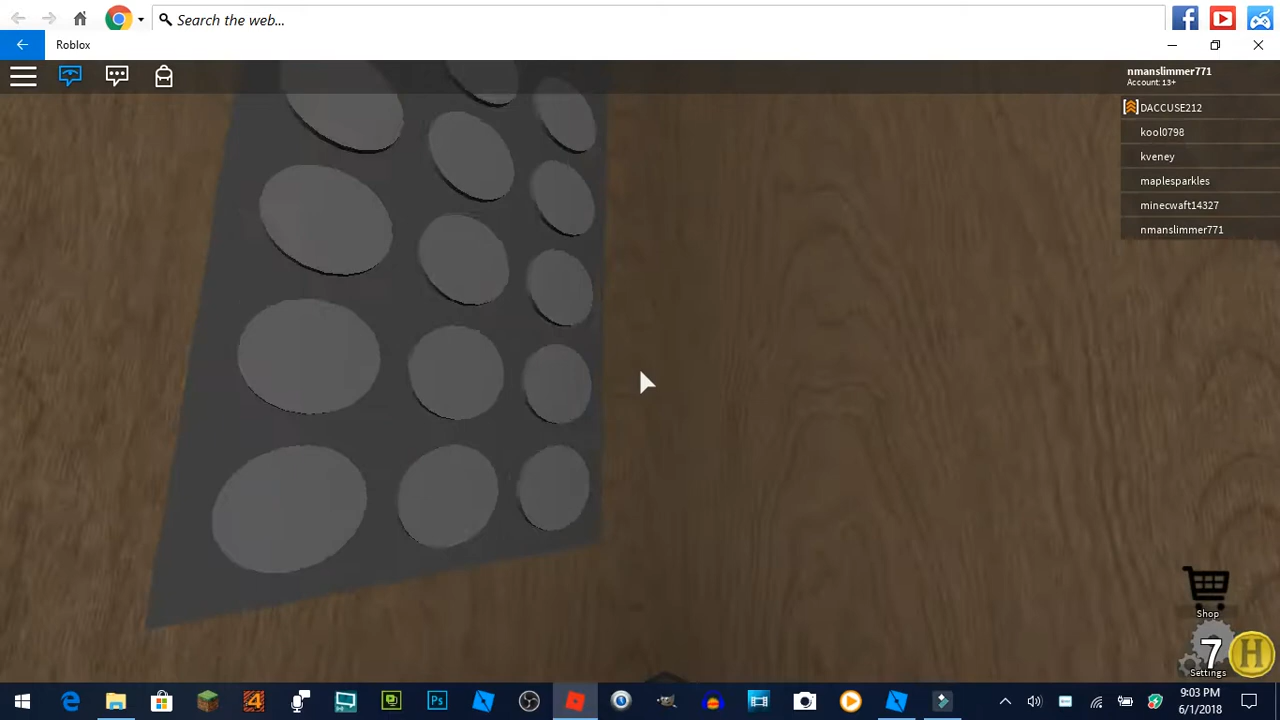 Search the web...
Roblox
nmanslimmer771
Account: 13+
DACCUSE212
kool0798
kveney
maplesparkles
minecwaft14327
nmanslimmer771
Shop
7
H
Settings
Ps
9:03 PM
6/1/2018